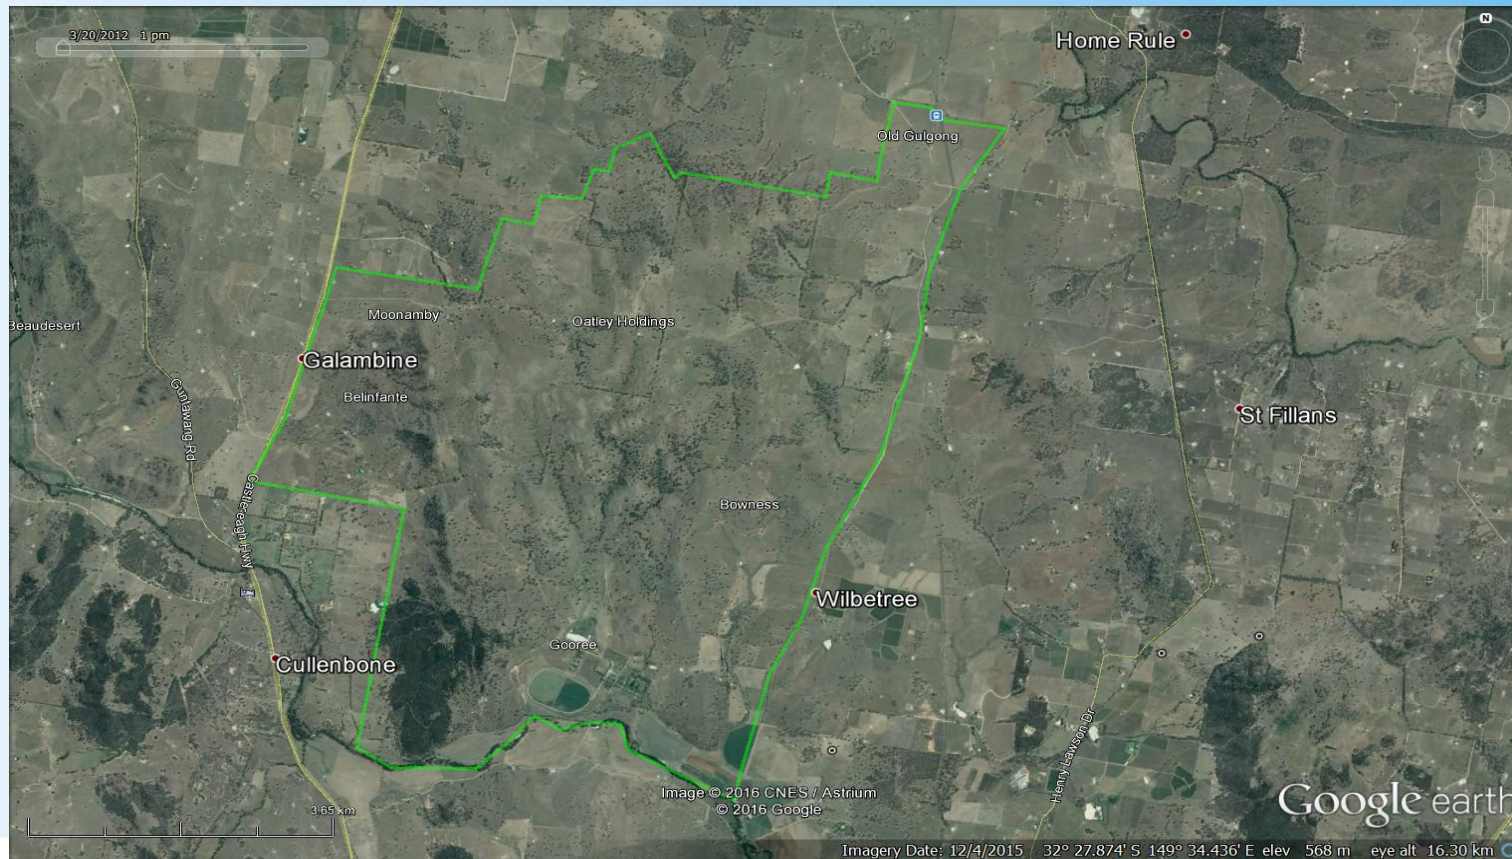 3/20/2012 1 pm
N
Home Rule
Old Gulgong
Moonamby
Oatley Holdings
Beaudesert
Galambine
Guntawang Rd
Belinfante
St Fillans
Castlereagh Hwy
Bowness
Wilbetree
Gooree
Cullenbone
Henry Lawson Dr
Image © 2016 CNES / Astrium
© 2016 Google
3.65 km
Google earth
Imagery Date: 12/4/2015 32° 27.874' S 149° 34.436' E elev 568 m eye alt 16.30 km